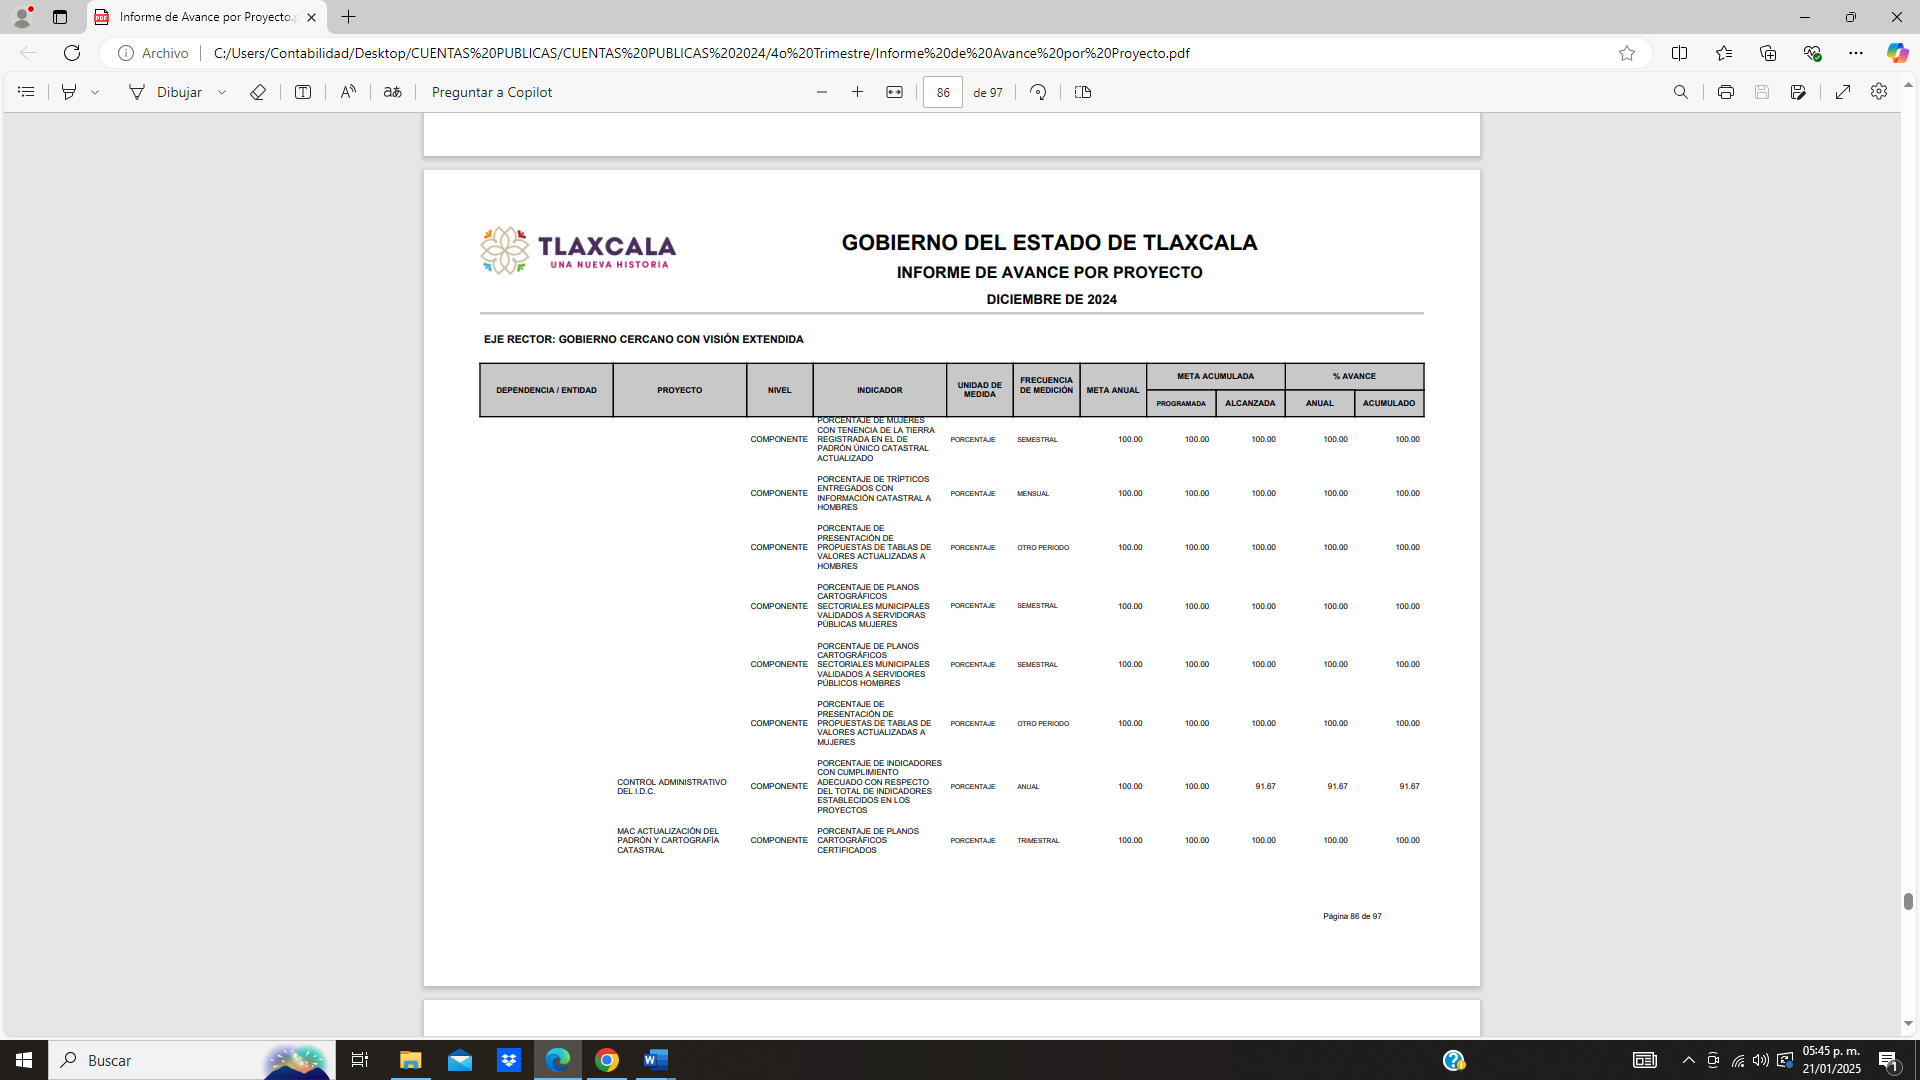 Informe de Avance por Proyecto.p
Archivo
C:/Users/Contabilidad/Desktop/CUENTAS%20PUBLICAS/CUENTAS%20PUBLICAS%202024/4o%20Trimestre/Informe%20de%20Avance%20por%20Proyecto.pdf
Dibujar
aあ
Preguntar a Copilot
86 de 97
TLAXCALA
UNA NUEVA HISTORIA
GOBIERNO DEL ESTADO DE TLAXCALA
INFORME DE AVANCE POR PROYECTO
DICIEMBRE DE 2024
EJE RECTOR: GOBIERNO CERCANO CON VISIÓN EXTENDIDA
DEPENDENCIA / ENTIDAD
PROYECTO
NIVEL
INDICADOR
UNIDAD DE
MEDIDA
FRECUENCIA
DE MEDICIÓN
META ANUAL
META ACUMULADA
PROGRAMADA
ALCANZADA
% AVANCE
ANUAL
ACUMULADO
COMPONENTE
PORCENTAJE DE MUJERES
CON TENENCIA DE LA TIERRA
REGISTRADA EN EL DE
PADRÓN ÚNICO CATASTRAL
ACTUALIZADO
PORCENTAJE SEMESTRAL 100.00 100.00 100.00 100.00 100.00
COMPONENTE
PORCENTAJE DE TRÍPTICOS
ENTREGADOS CON
INFORMACIÓN CATASTRAL A
HOMBRES
PORCENTAJE MENSUAL 100.00 100.00 100.00 100.00 100.00
COMPONENTE
PORCENTAJE DE
PRESENTACIÓN DE
PROPUESTAS DE TABLAS DE
VALORES ACTUALIZADAS A
HOMBRES
PORCENTAJE OTRO PERIODO 100.00 100.00 100.00 100.00 100.00
COMPONENTE
PORCENTAJE DE PLANOS
CARTOGRÁFICOS
SECTORIALES MUNICIPALES
VALIDADOS A SERVIDORAS
PÚBLICAS MUJERES
PORCENTAJE SEMESTRAL 100.00 100.00 100.00 100.00 100.00
COMPONENTE
PORCENTAJE DE PLANOS
CARTOGRÁFICOS
SECTORIALES MUNICIPALES
VALIDADOS A SERVIDORES
PÚBLICOS HOMBRES
PORCENTAJE SEMESTRAL 100.00 100.00 100.00 100.00 100.00
COMPONENTE
PORCENTAJE DE
PRESENTACIÓN DE
PROPUESTAS DE TABLAS DE
VALORES ACTUALIZADAS A
MUJERES
PORCENTAJE OTRO PERIODO 100.00 100.00 100.00 100.00 100.00
CONTROL ADMINISTRATIVO
DEL I.D.C.
COMPONENTE
PORCENTAJE DE INDICADORES
CON CUMPLIMIENTO
ADECUADO CON RESPECTO
DEL TOTAL DE INDICADORES
ESTABLECIDOS EN LOS
PROYECTOS
PORCENTAJE ANUAL 100.00 100.00 91.67 91.67 91.67
MAC ACTUALIZACIÓN DEL
PADRÓN Y CARTOGRAFÍA
CATASTRAL
COMPONENTE
PORCENTAJE DE PLANOS
CARTOGRÁFICOS
CERTIFICADOS
PORCENTAJE TRIMESTRAL 100.00 100.00 100.00 100.00 100.00
Página 86 de 97
Buscar
05:45 p. m.
21/01/2025
1